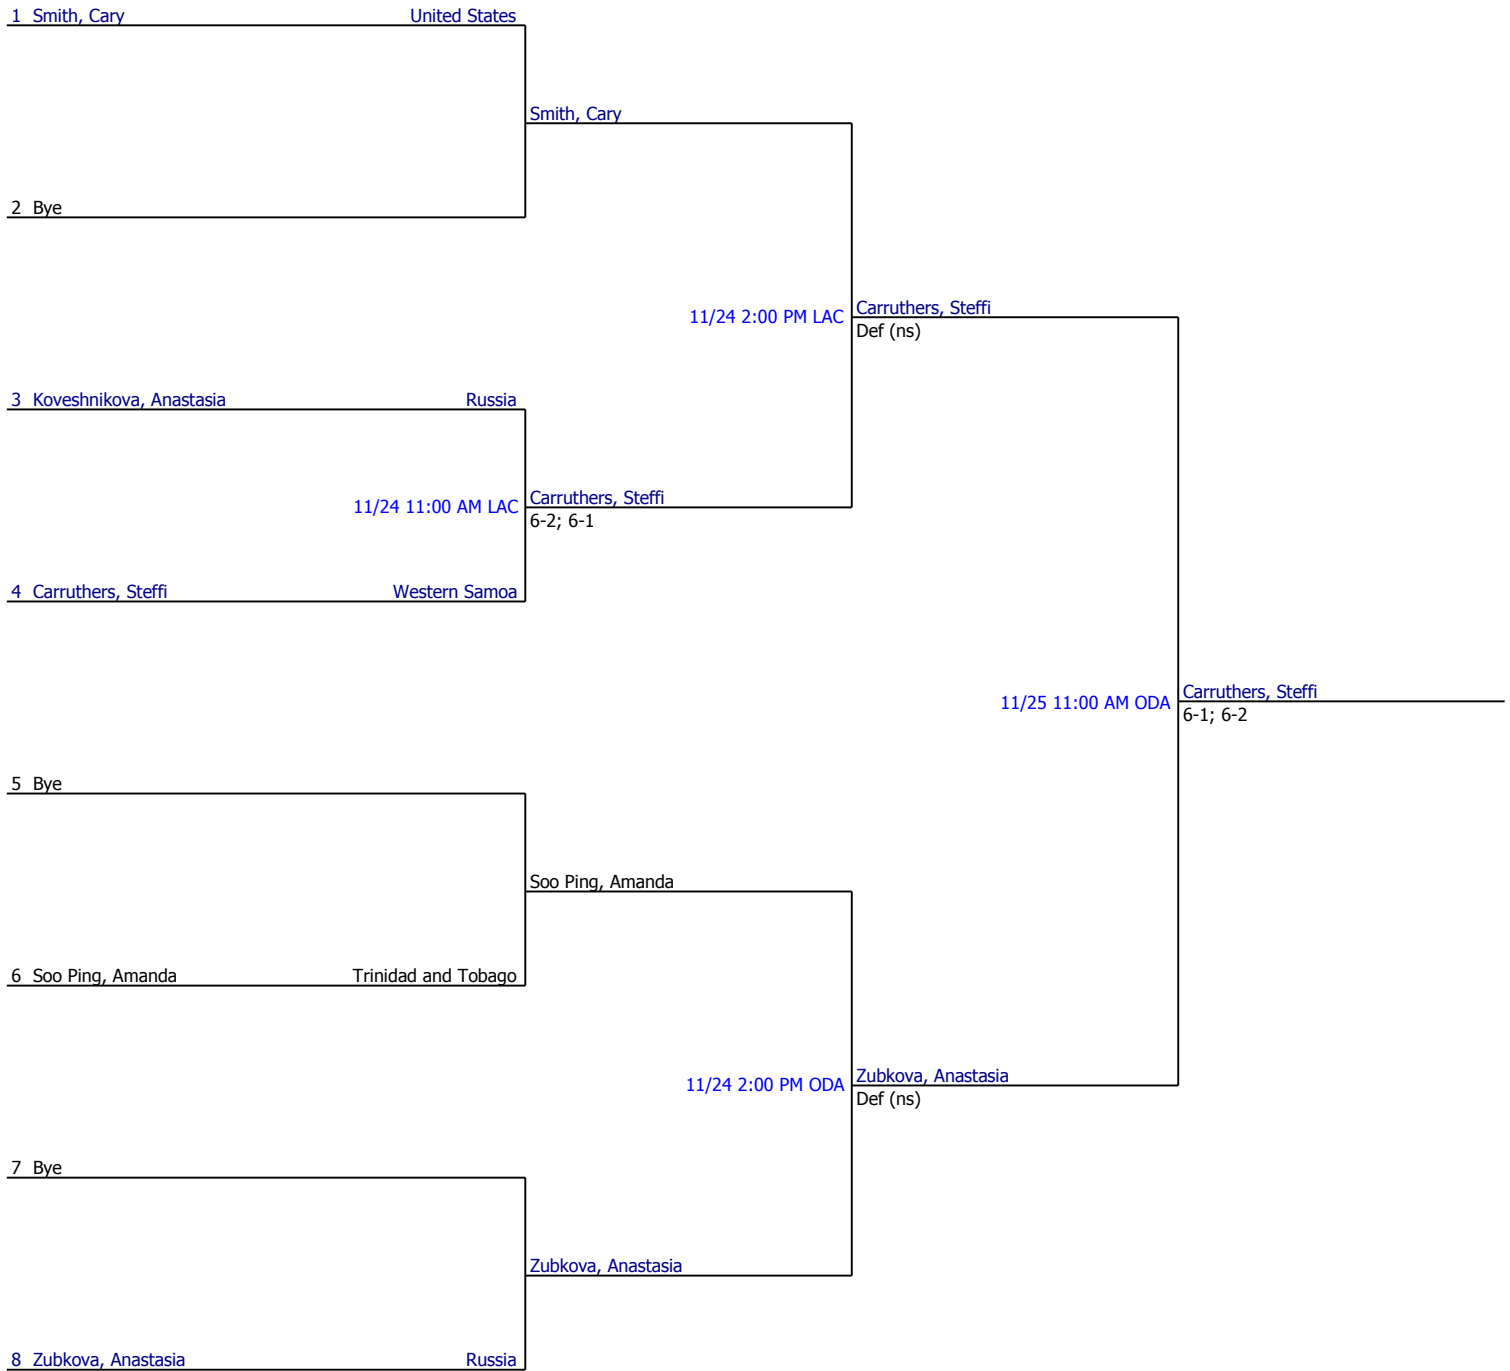 1 Smith, Cary United States
Smith, Cary
2 Bye
11/24 2:00 PM LAC Carruthers, Steffi
Def (ns)
3 Koveshnikova, Anastasia Russia
11/24 11:00 AM LAC Carruthers, Steffi
6-2; 6-1
4 Carruthers, Steffi Western Samoa
11/25 11:00 AM ODA Carruthers, Steffi
6-1; 6-2
5 Bye
Soo Ping, Amanda
6 Soo Ping, Amanda Trinidad and Tobago
11/24 2:00 PM ODA Zubkova, Anastasia
Def (ns)
7 Bye
Zubkova, Anastasia
8 Zubkova, Anastasia Russia